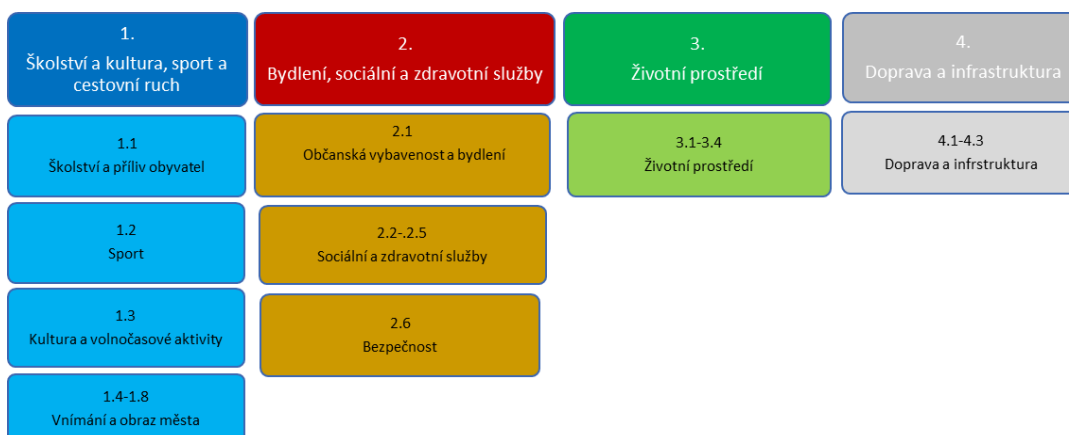 1.
Školství a kultura, sport a
cestovní ruch
2.
Bydlení, sociální a zdravotní služby
3.
Životní prostředí
4.
Doprava a infrastruktura
1.1
Školství a příliv obyvatel
2.1
Občanská vybavenost a bydlení
3.1-3.4
Životní prostředí
4.1-4.3
Doprava a infrstruktura
1.2
Sport
2.2-.2.5
Sociální a zdravotní služby
1.3
Kultura a volnočasové aktivity
2.6
Bezpečnost
1.4-1.8
Vnímání a obraz města